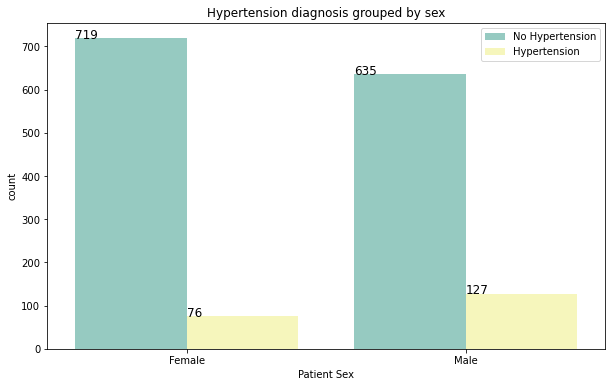 Hypertension diagnosis grouped by sex
No Hypertension
Hypertension
719
76
635
127
700
600
500
400
300
200
100
0
count
Female
Male
Patient Sex